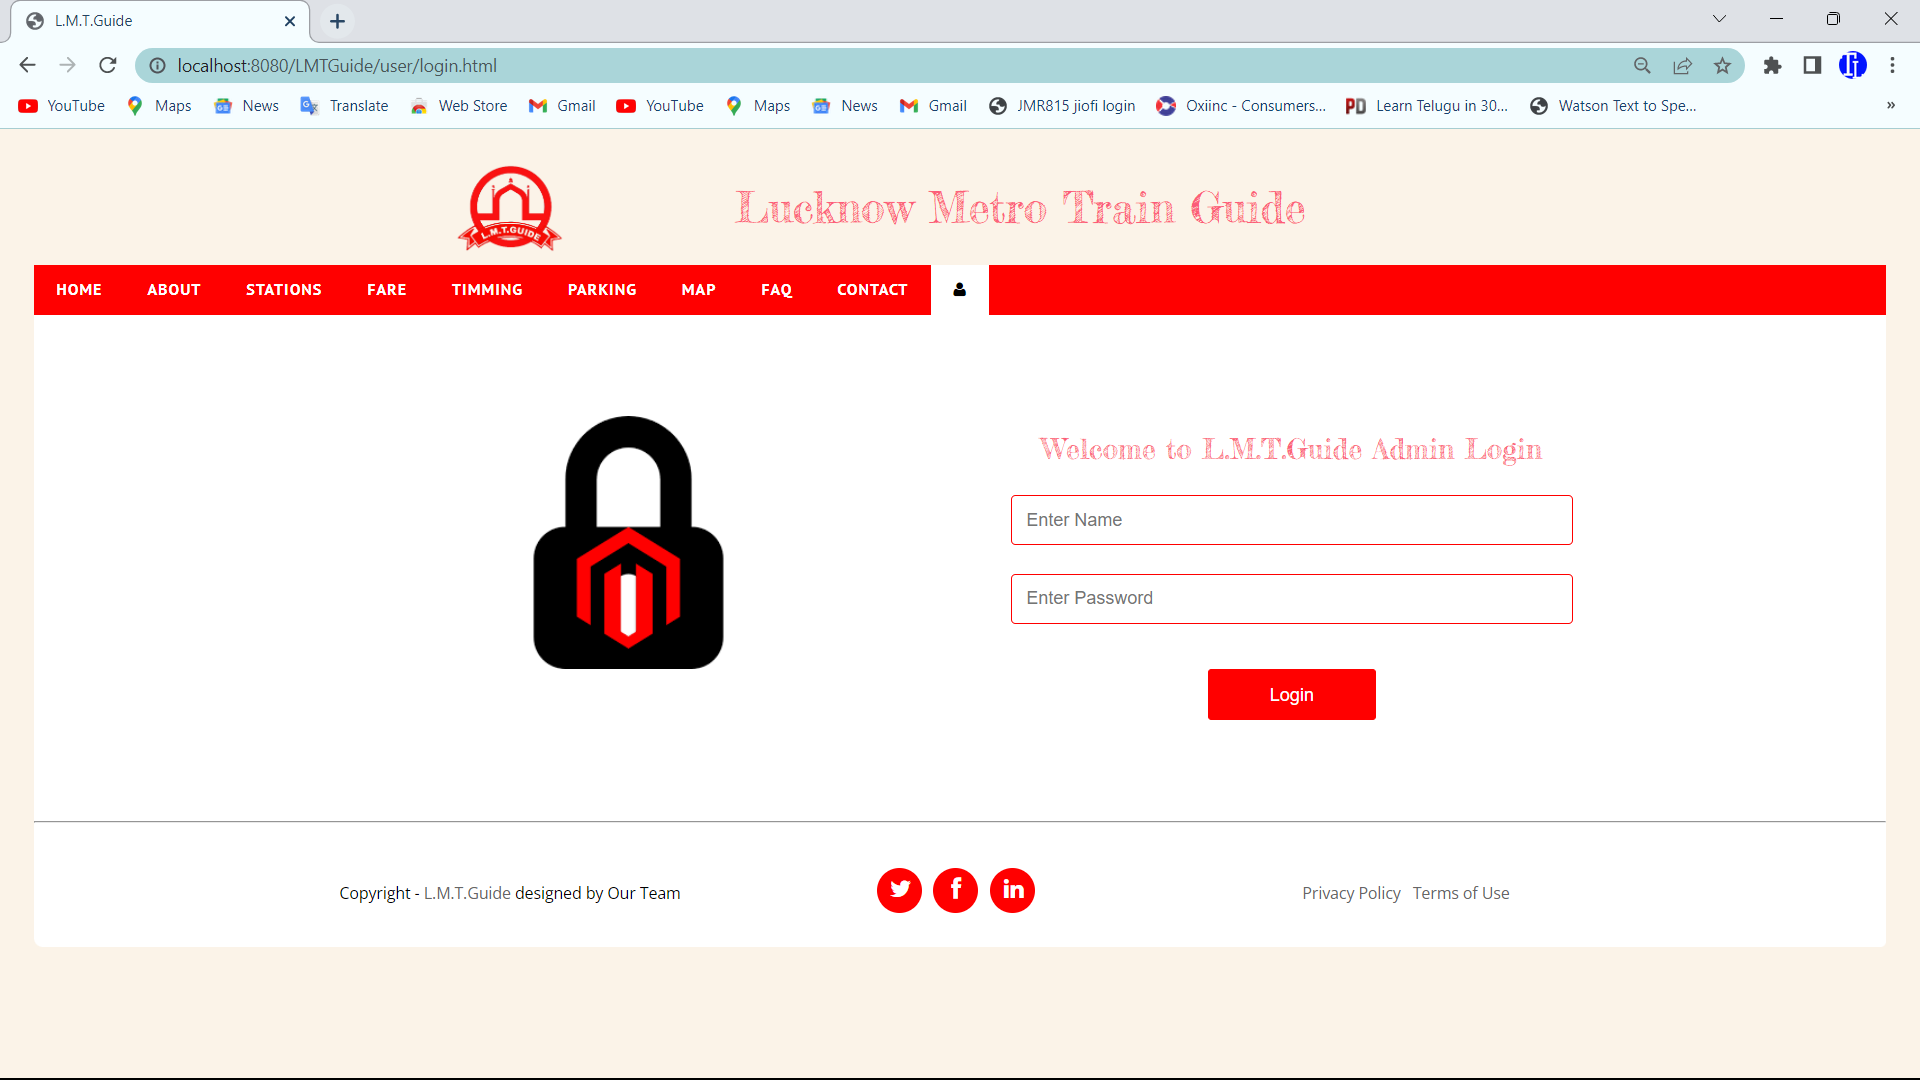 L.M.T.Guide
localhost:8080/LMTGuide/user/login.html
YouTube Maps News Translate Web Store Gmail YouTube Maps News Gmail JMR815 jiofi login Oxiinc - Consumers... Learn Telugu in 30... Watson Text to Spe... »
L.M.T.GUIDE
Lucknow Metro Train Guide
HOME ABOUT STATIONS FARE TIMMING PARKING MAP FAQ CONTACT
Welcome to L.M.T.Guide Admin Login
Enter Name
Enter Password
Login
Copyright - L.M.T.Guide designed by Our Team
Privacy Policy Terms of Use